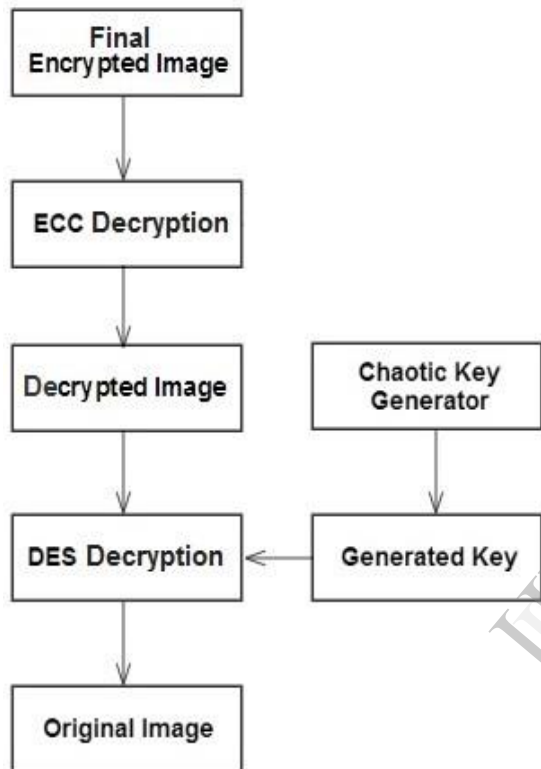 Final
Encrypted Image
ECC Decryption
Decrypted Image
Chaotic Key
Generator
DES Decryption
Generated Key
Original Image